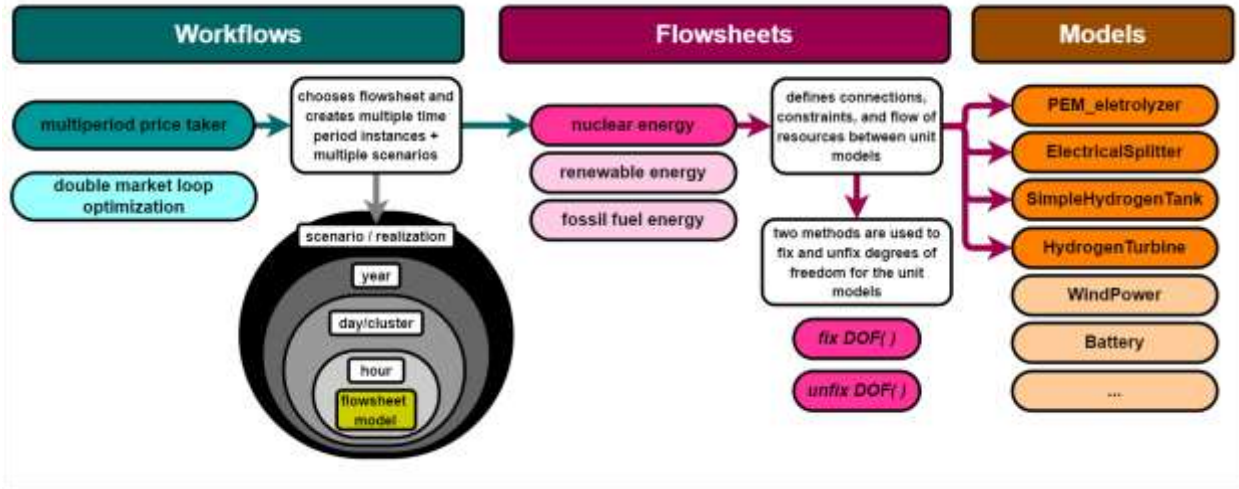 Workflows
Flowsheets
Models
multiperiod price taker
double market loop
optimization
chooses flowsheet and
creates multiple time
period instances +
multiple scenarios
scenario / realization
year
day/cluster
hour
flowsheet
model
nuclear energy
renewable energy
fossil fuel energy
defines connections,
constraints, and flow of
resources between unit
models
two methods are used to
fix and unfix degrees of
freedom for the unit
models
fix DOF( )
unfix DOF( )
PEM_eletrolyzer
ElectricalSplitter
SimpleHydrogenTank
HydrogenTurbine
WindPower
Battery
...